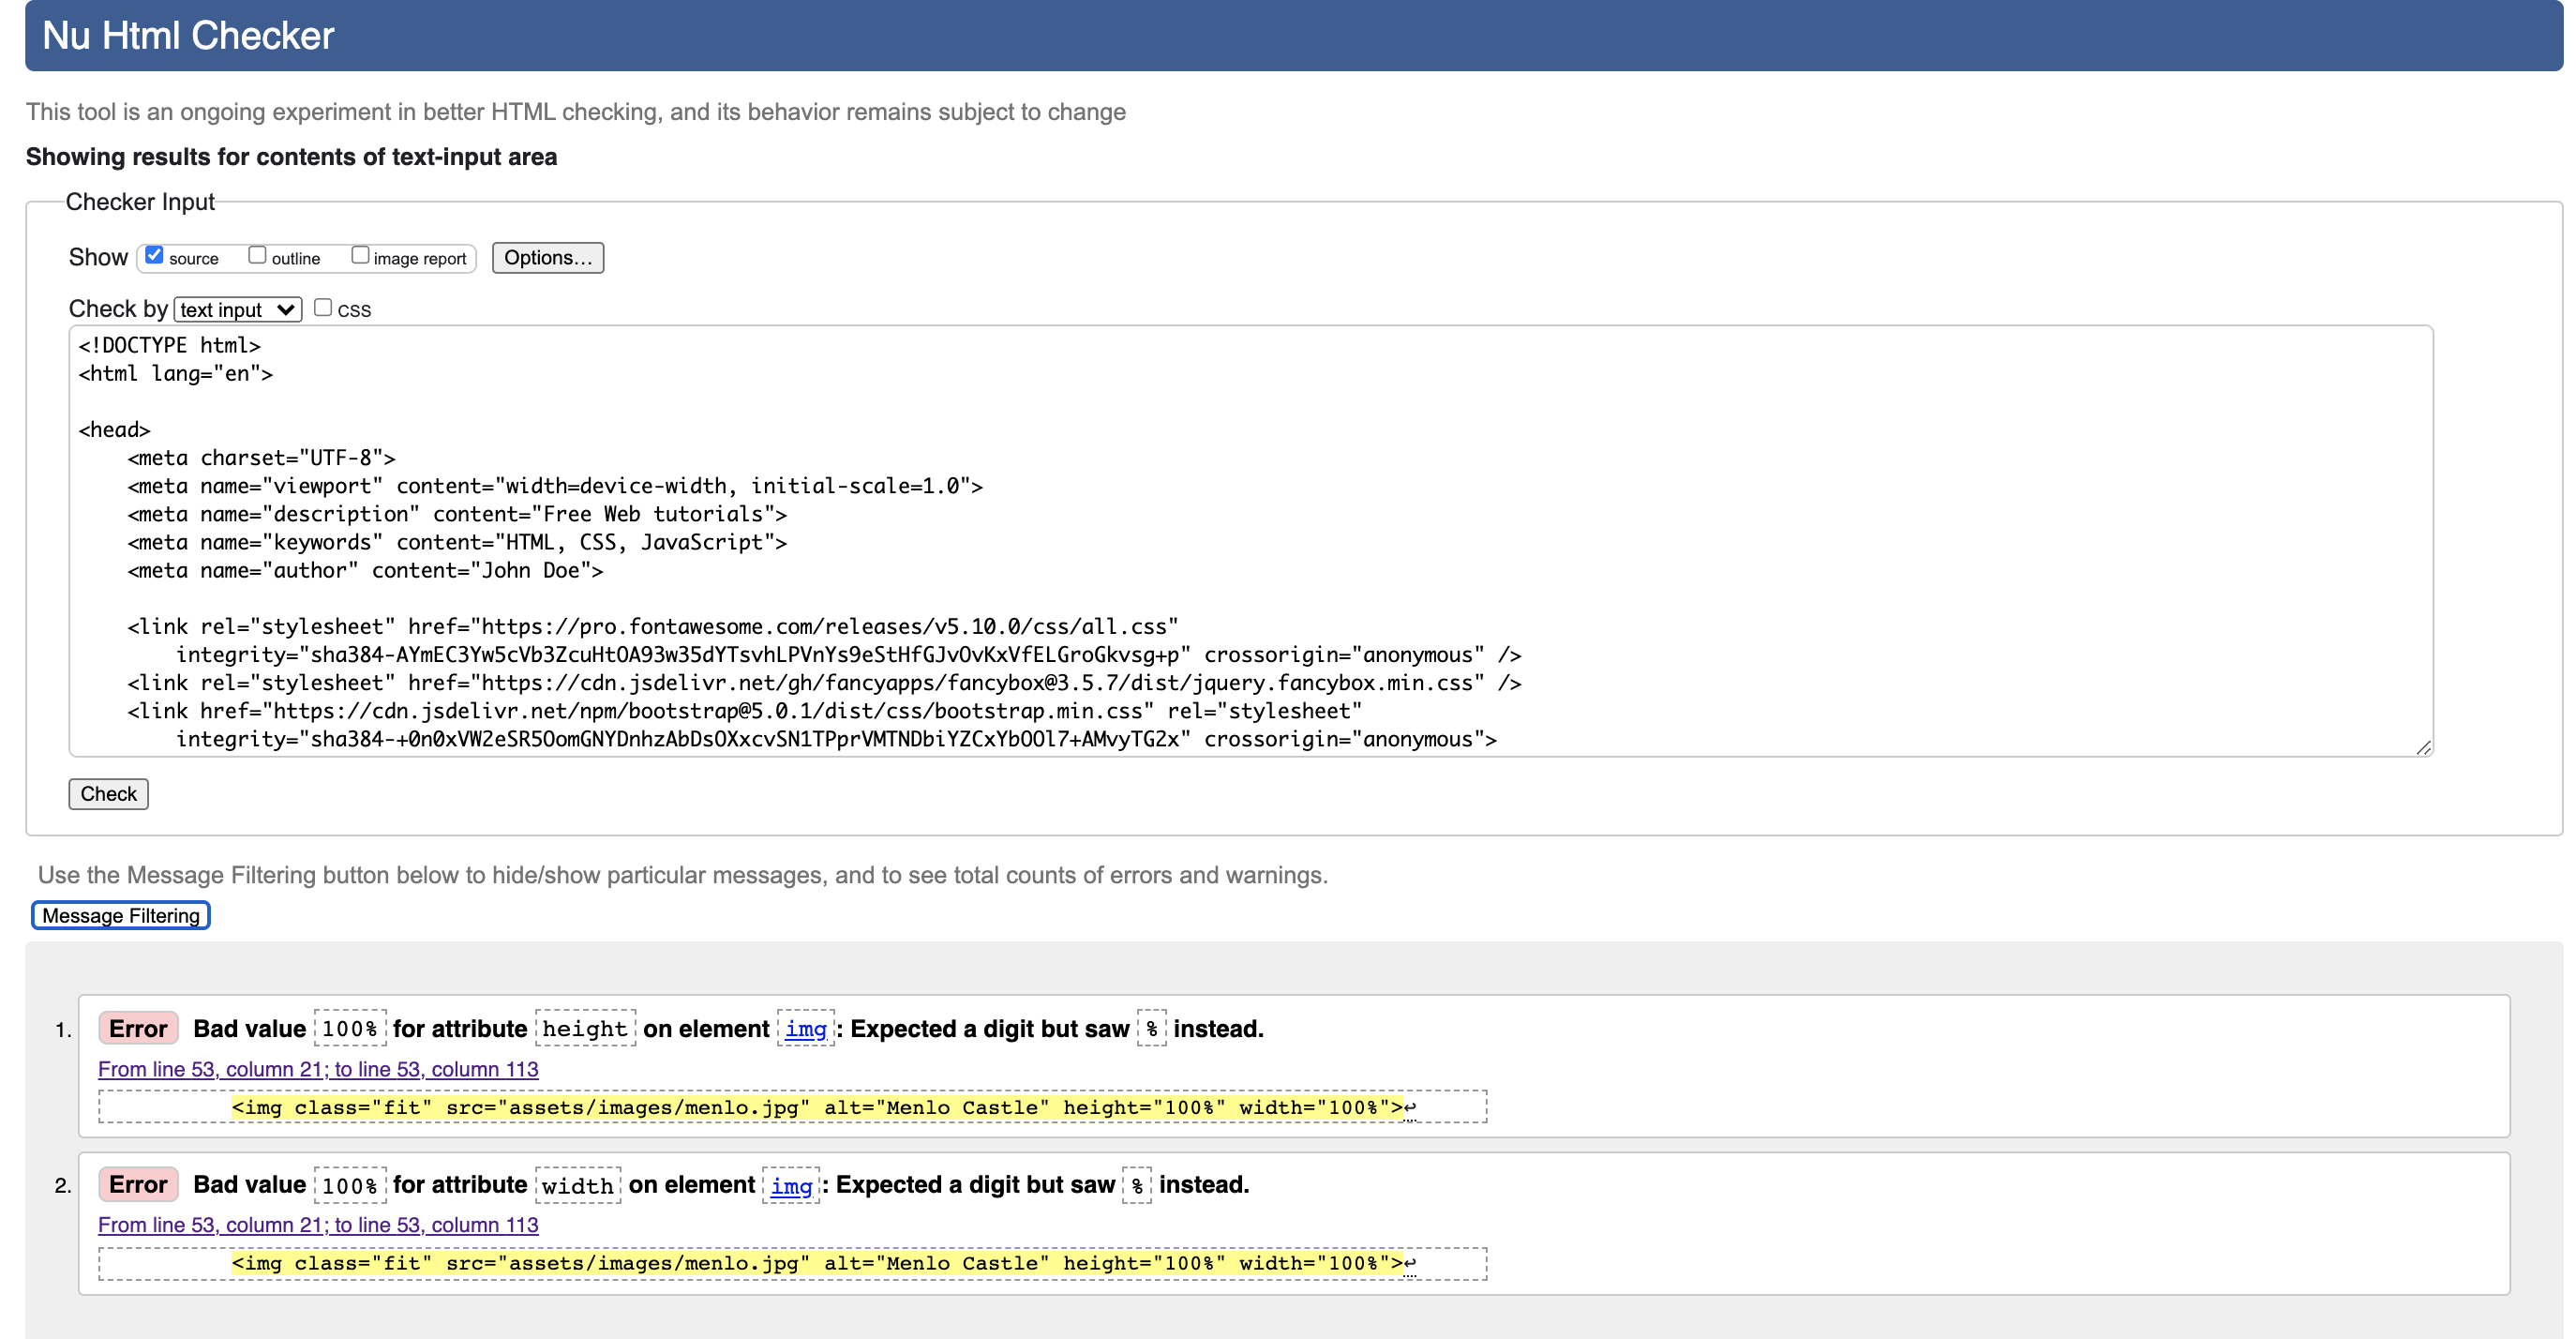 Nu Html Checker
This tool is an ongoing experiment in better HTML checking, and its behavior remains subject to change
Showing results for contents of text-input area
Checker Input
Show source outline image report Options...
Check by text input css
<!DOCTYPE html>
<html lang="en">
<head>
<meta charset="UTF-8">
<meta name="viewport" content="width=device-width, initial-scale=1.0">
<meta name="description" content="Free Web tutorials">
<meta name="keywords" content="HTML, CSS, JavaScript">
<meta name="author" content="John Doe">
<link rel="stylesheet" href="https://pro.fontawesome.com/releases/v5.10.0/css/all.css"
integrity="sha384-AYmEC3Yw5cVb3ZcuHtOA93w35dYTsvhLPVnYs9eStHfGJvOvKxVfELGroGkvsg+p" crossorigin="anonymous" />
<link rel="stylesheet" href="https://cdn.jsdelivr.net/gh/fancyapps/fancybox@3.5.7/dist/jquery.fancybox.min.css" />
<link href="https://cdn.jsdelivr.net/npm/bootstrap@5.0.1/dist/css/bootstrap.min.css" rel="stylesheet"
integrity="sha384-+0n0xVW2eSR5OomGNYDnhzAbDsOXxcvSN1TPprVMTNDbiYZCxYbOOl7+AMvyTG2x" crossorigin="anonymous">
Check
Use the Message Filtering button below to hide/show particular messages, and to see total counts of errors and warnings.
Message Filtering
1. Error Bad value 100% for attribute height on element img: Expected a digit but saw % instead.
From line 53, column 21; to line 53, column 113
<img class="fit" src="assets/images/menlo.jpg" alt="Menlo Castle" height="100%" width="100%">↩
2. Error Bad value 100% for attribute width on element img: Expected a digit but saw % instead.
From line 53, column 21; to line 53, column 113
<img class="fit" src="assets/images/menlo.jpg" alt="Menlo Castle" height="100%" width="100%">↩